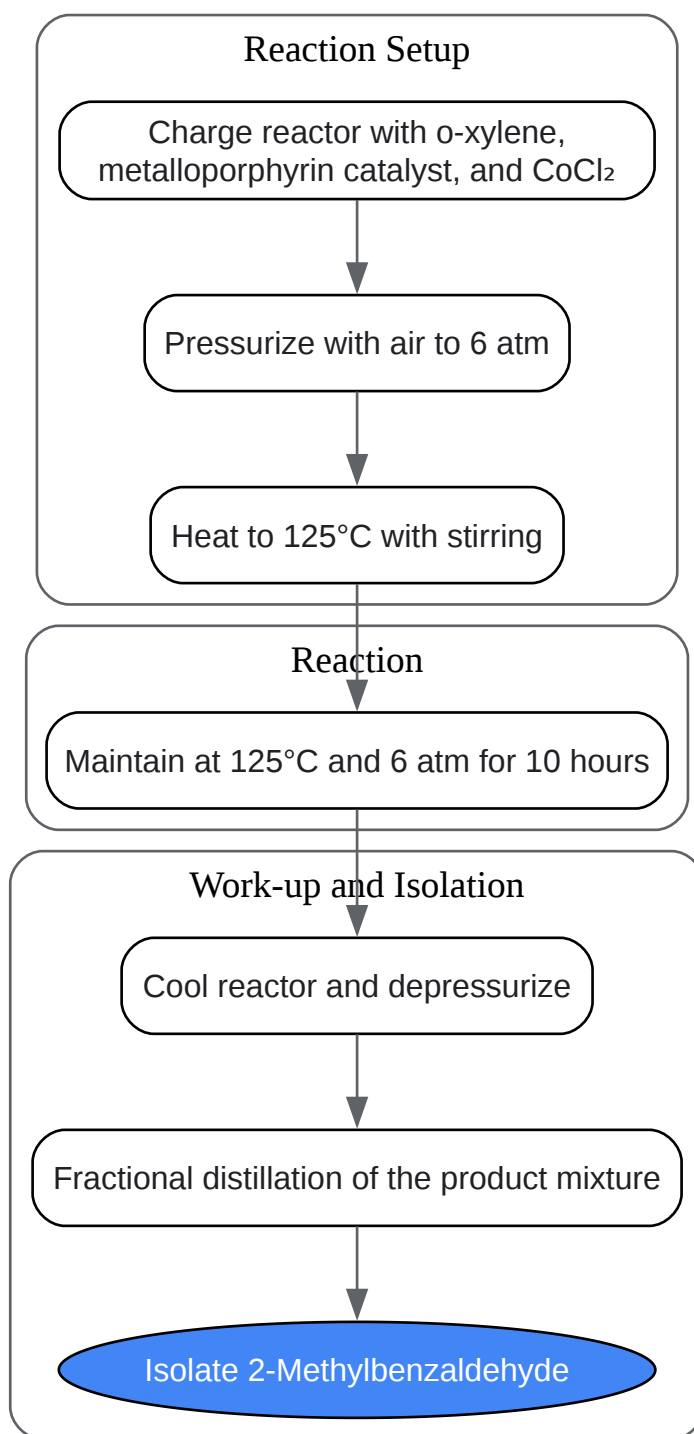 Reaction Setup
Charge reactor with o-xylene,
metalloporphyrin catalyst, and CoCl₂
Pressurize with air to 6 atm
Heat to 125°C with stirring
Reaction
Maintain at 125°C and 6 atm for 10 hours
Work-up and Isolation
Cool reactor and depressurize
Fractional distillation of the product mixture
Isolate 2-Methylbenzaldehyde